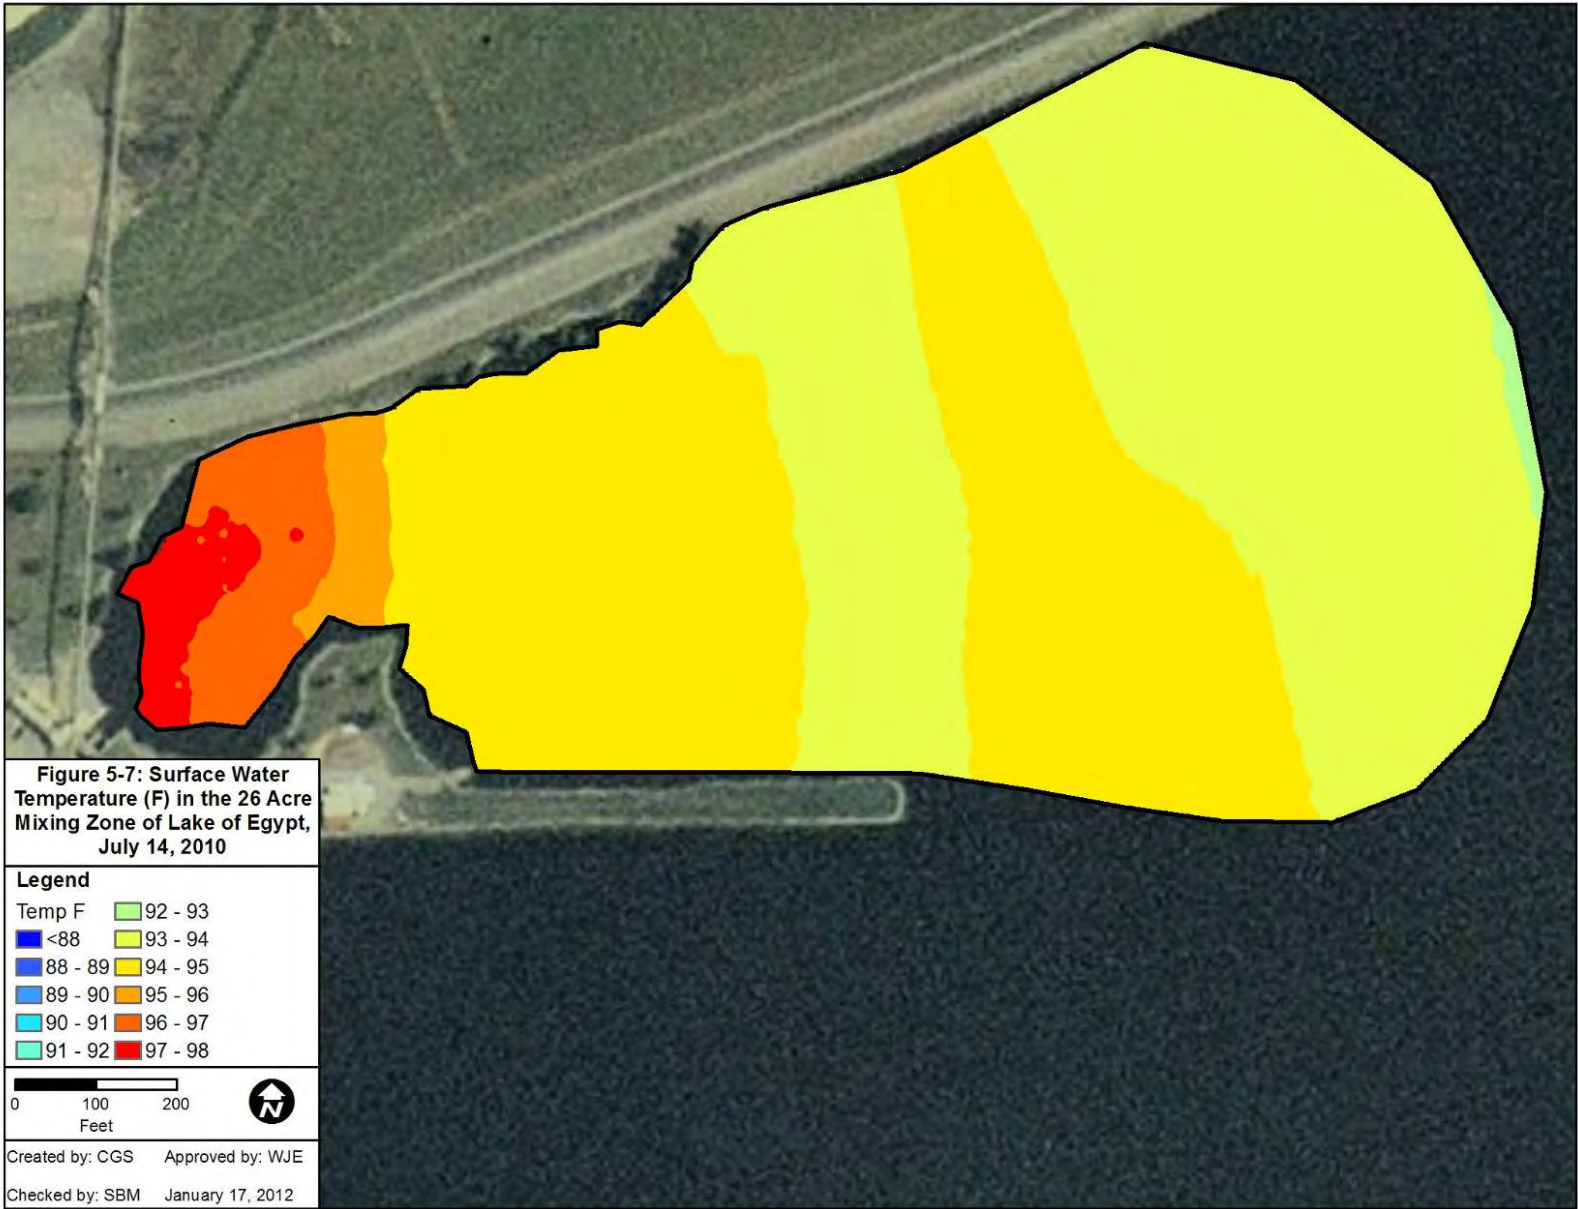 Figure 5-7: Surface Water
Temperature (F) in the 26 Acre
Mixing Zone of Lake of Egypt,
July 14, 2010
Legend
Temp F
<88
88 - 89
89 - 90
90 - 91
91 - 92
92 - 93
93 - 94
94 - 95
95 - 96
96 - 97
97 - 98
0 100 200
Feet
N
Created by: CGS Approved by: WJE
Checked by: SBM January 17, 2012